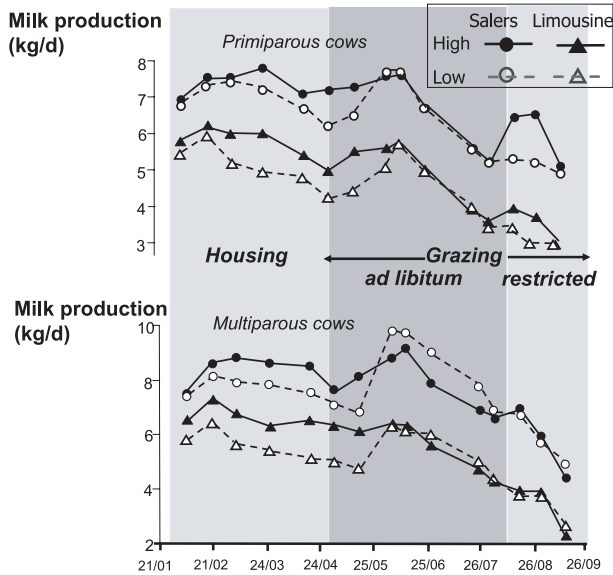 Milk production
(kg/d)
Primiparous cows
Salers Limousine
High
Low
8
7
6
5
4
3
Housing
Grazing
ad libitum
restricted
Milk production
(kg/d)
Multiparous cows
10
8
6
4
2
21/01 21/02 24/03 24/04 25/05 25/06 26/07 26/08 26/09